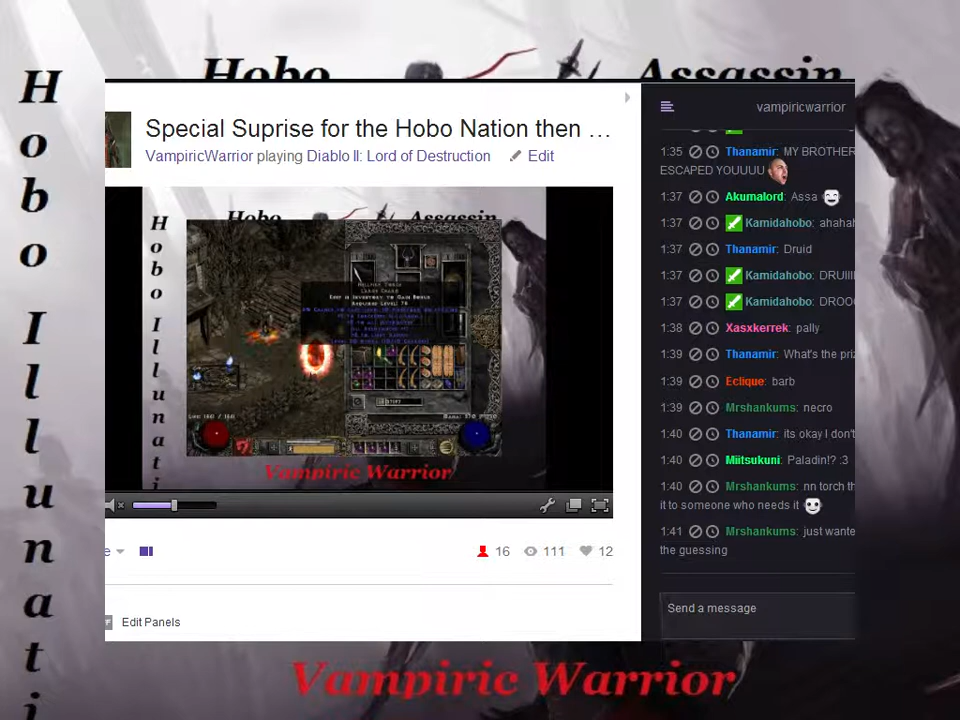 Hobo Assassin
Hobo Illunati
Special Suprise for the Hobo Nation then ...
VampiricWarrior playing Diablo II: Lord of Destruction Edit
Hobo Assassin
Hobo Illunati
Vampiric Warrior
16 111 12
Edit Panels
vampiricwarrior
1:35 Thanamir: MY BROTHER
ESCAPED YOUUUU
1:37 Akumalord: Assa
1:37 Kamidahobo: ahahah
1:37 Thanamir: Druid
1:37 Kamidahobo: DRUIII
1:37 Kamidahobo: DROO
1:38 Xasxkerrek: pally
1:39 Thanamir: What's the pri
1:39 Eclique: barb
1:39 Mrshankums: necro
1:40 Thanamir: its okay I don't
1:40 Miitsukuni: Paladin!? :3
1:40 Mrshankums: nn torch th
it to someone who needs it
1:41 Mrshankums: just wante
the guessing
Send a message
Vampiric Warrior